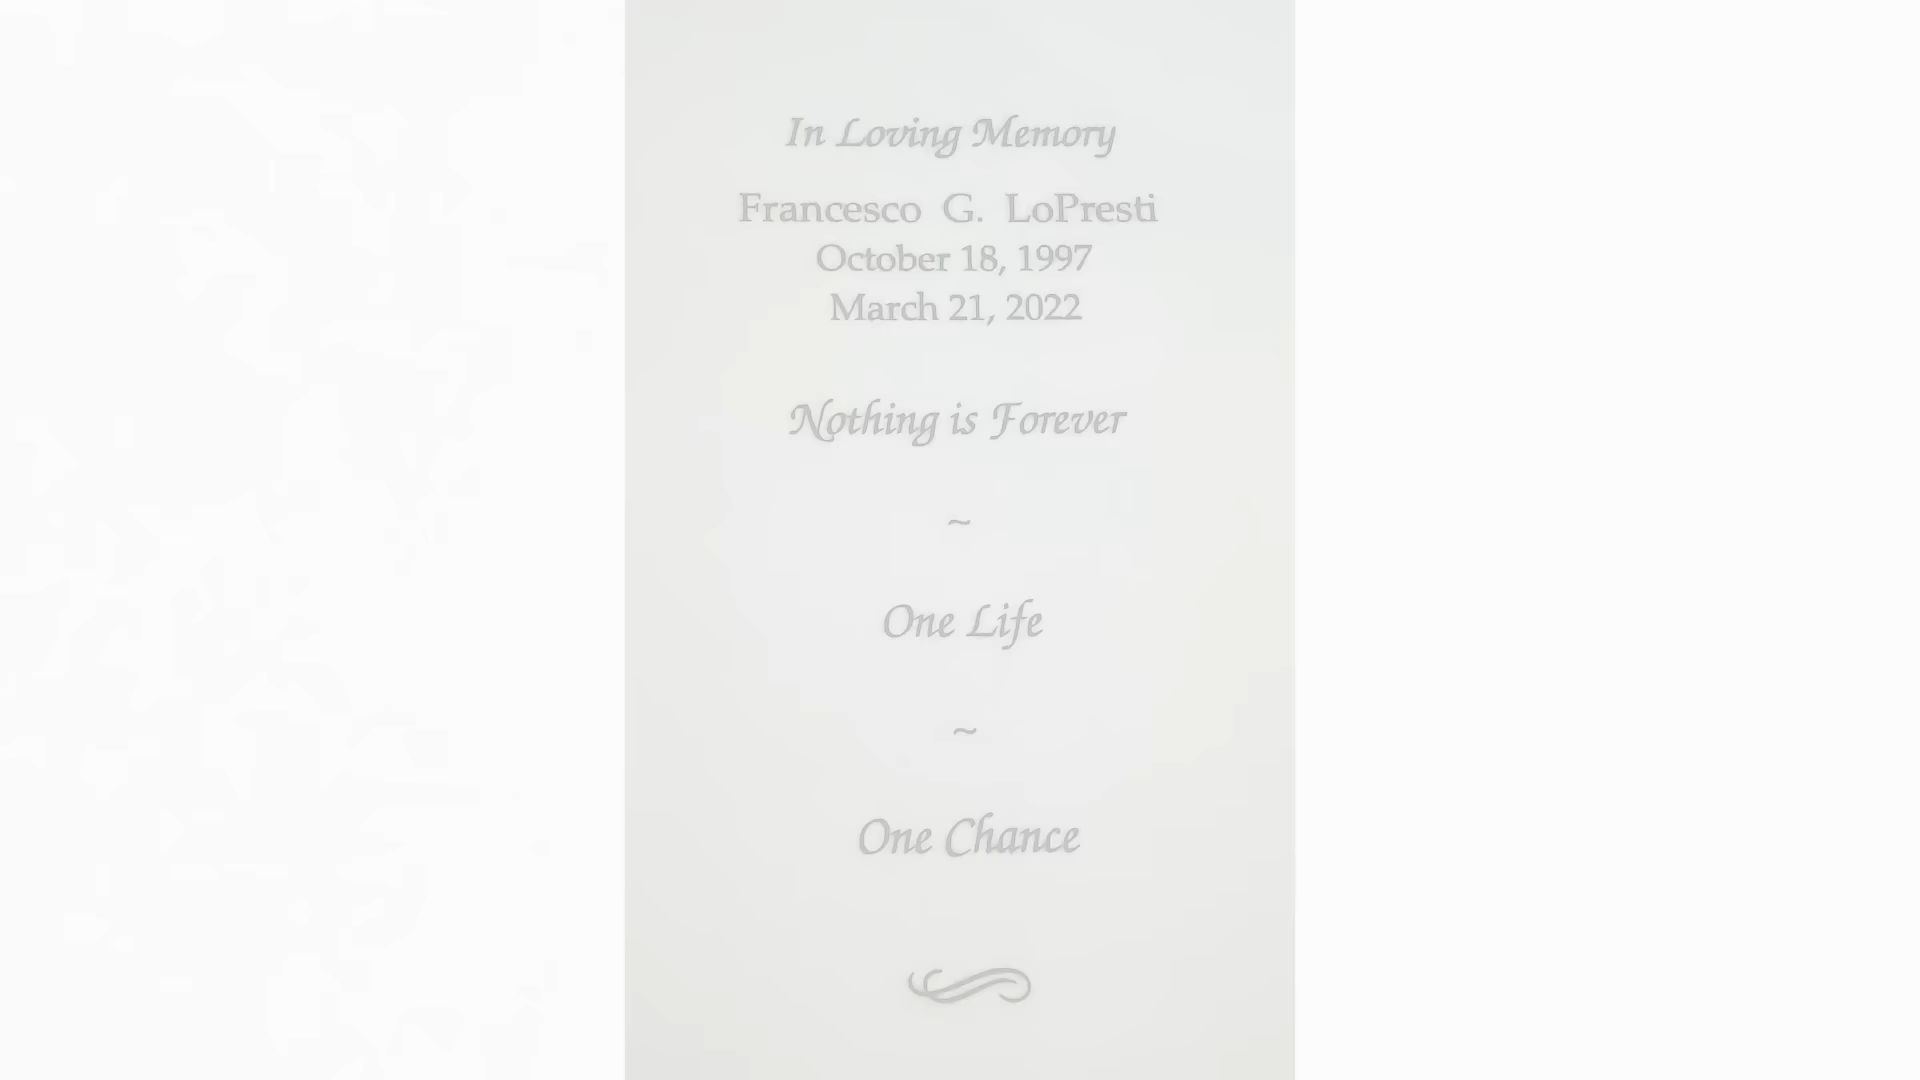 In Loving Memory
Francesco G. LoPresti
October 18, 1997
March 21, 2022
Nothing is Forever
~
One Life
~
One Chance